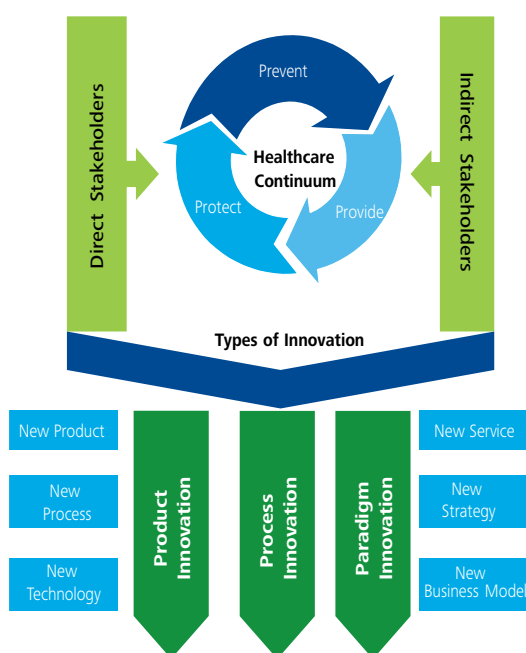 Direct Stakeholders
Prevent
Healthcare
Continuum
Protect
Provide
Indirect Stakeholders
Types of Innovation
New Product
New
Process
New
Technology
Product
Innovation
Process
Innovation
Paradigm
Innovation
New Service
New
Strategy
New
Business Model